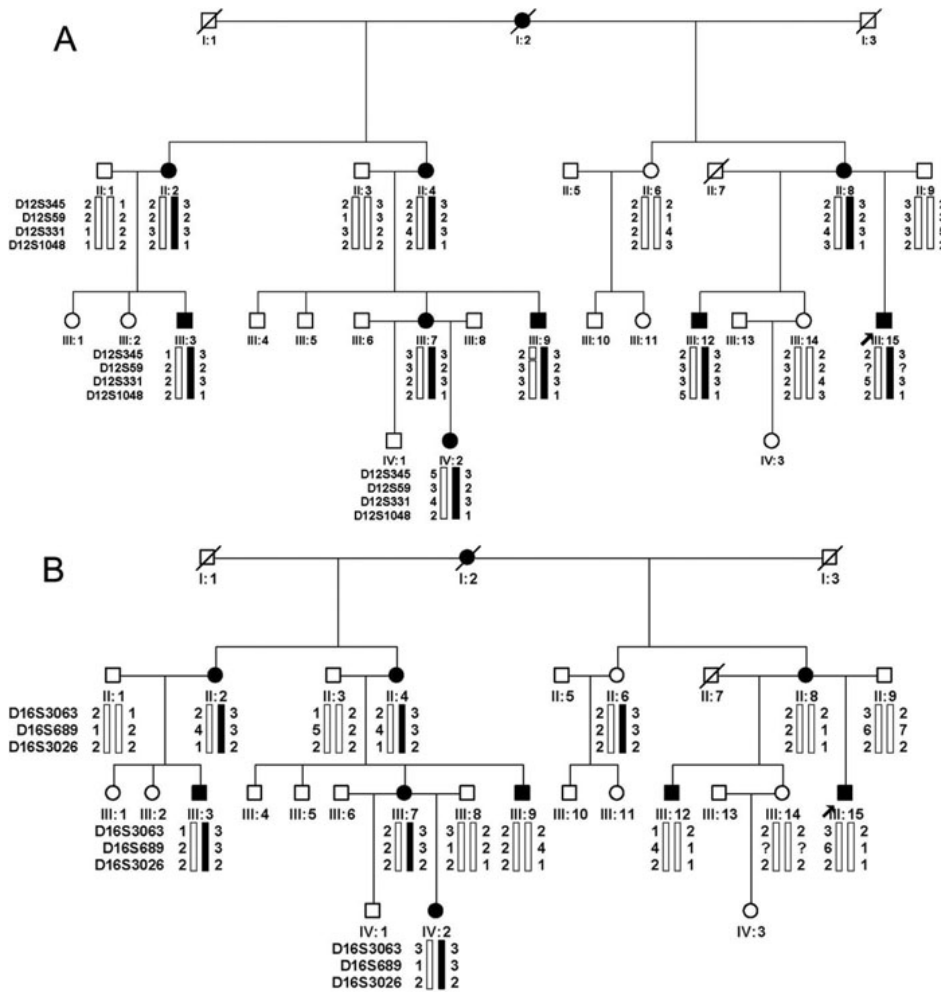 A
I:1 I:2 I:3
II:1 II:2 II:3 II:4 II:5 II:6 II:7 II:8 II:9
D12S345 2 1 2 3 2 3 2 3 2 2 2 3 3 2
D12S59 2 2 2 2 1 3 3 2 2 1 2 2 3 3
D12S331 1 2 3 3 3 2 4 3 2 4 4 3 3 5
D12S1048 1 2 2 1 2 2 2 1 2 3 3 1 2 2
III:1 III:2 III:3 III:4 III:5 III:6 III:7 III:8 III:9 III:10 III:11 III:12 III:13 III:14 III:15
D12S345 1 3 3 3 2 3 2 3 2 2 2 3
D12S59 2 2 3 2 3 2 3 2 3 2 ? ?
D12S331 2 3 2 3 2 3 3 3 2 4 5 3
D12S1048 2 1 2 1 2 1 5 1 2 3 2 1
IV:1 IV:2 IV:3
D12S345 5 3
D12S59 3 2
D12S331 4 3
D12S1048 2 1
B
I:1 I:2 I:3
II:1 II:2 II:3 II:4 II:5 II:6 II:7 II:8 II:9
D16S3063 2 1 2 3 1 2 2 3 2 3 2 2 3 2
D16S689 1 2 4 3 5 2 4 3 2 3 2 1 6 7
D16S3026 2 2 1 2 2 2 1 2 2 2 2 1 2 2
III:1 III:2 III:3 III:4 III:5 III:6 III:7 III:8 III:9 III:10 III:11 III:12 III:13 III:14 III:15
D16S3063 1 3 2 3 3 2 2 2 1 2 2 2 3 2
D16S689 2 3 2 3 1 2 2 4 4 1 ? ? 6 1
D16S3026 2 2 2 2 2 1 2 1 2 1 2 1 2 1
IV:1 IV:2 IV:3
D16S3063 3 3
D16S689 1 3
D16S3026 2 2